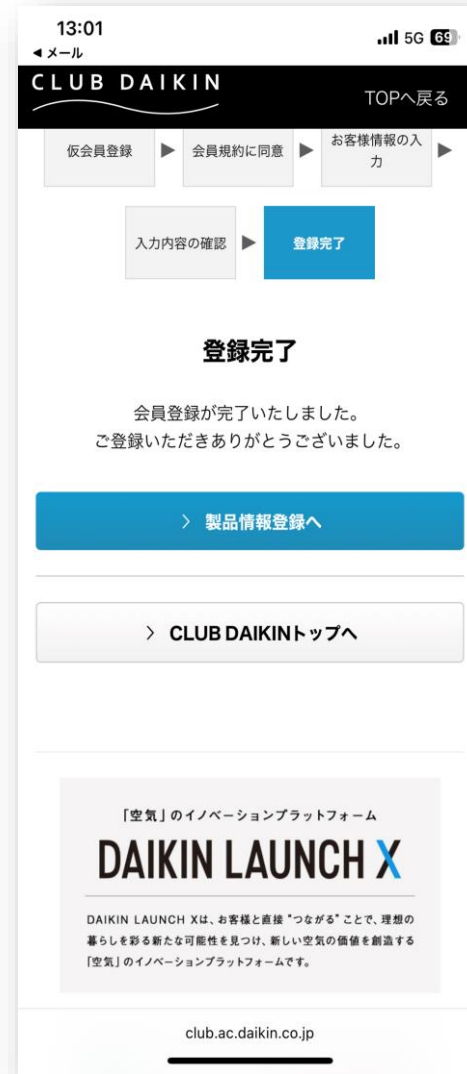 13:01
5G 69
◀ メール
CLUB DAIKIN
TOPへ戻る
仮会員登録 ▶ 会員規約に同意 ▶ お客様情報の入
力 ▶
入力内容の確認 ▶ 登録完了
登録完了
会員登録が完了いたしました。
ご登録いただきありがとうございました。
〉 製品情報登録へ
〉 CLUB DAIKINトップへ
「空気」のイノベーションプラットフォーム
DAIKIN LAUNCH X
DAIKIN LAUNCH Xは、お客様と直接 “つながる” ことで、理想の
暮らしを彩る新たな可能性を見つけ、新しい空気の価値を創造する
「空気」のイノベーションプラットフォームです。
club.ac.daikin.co.jp